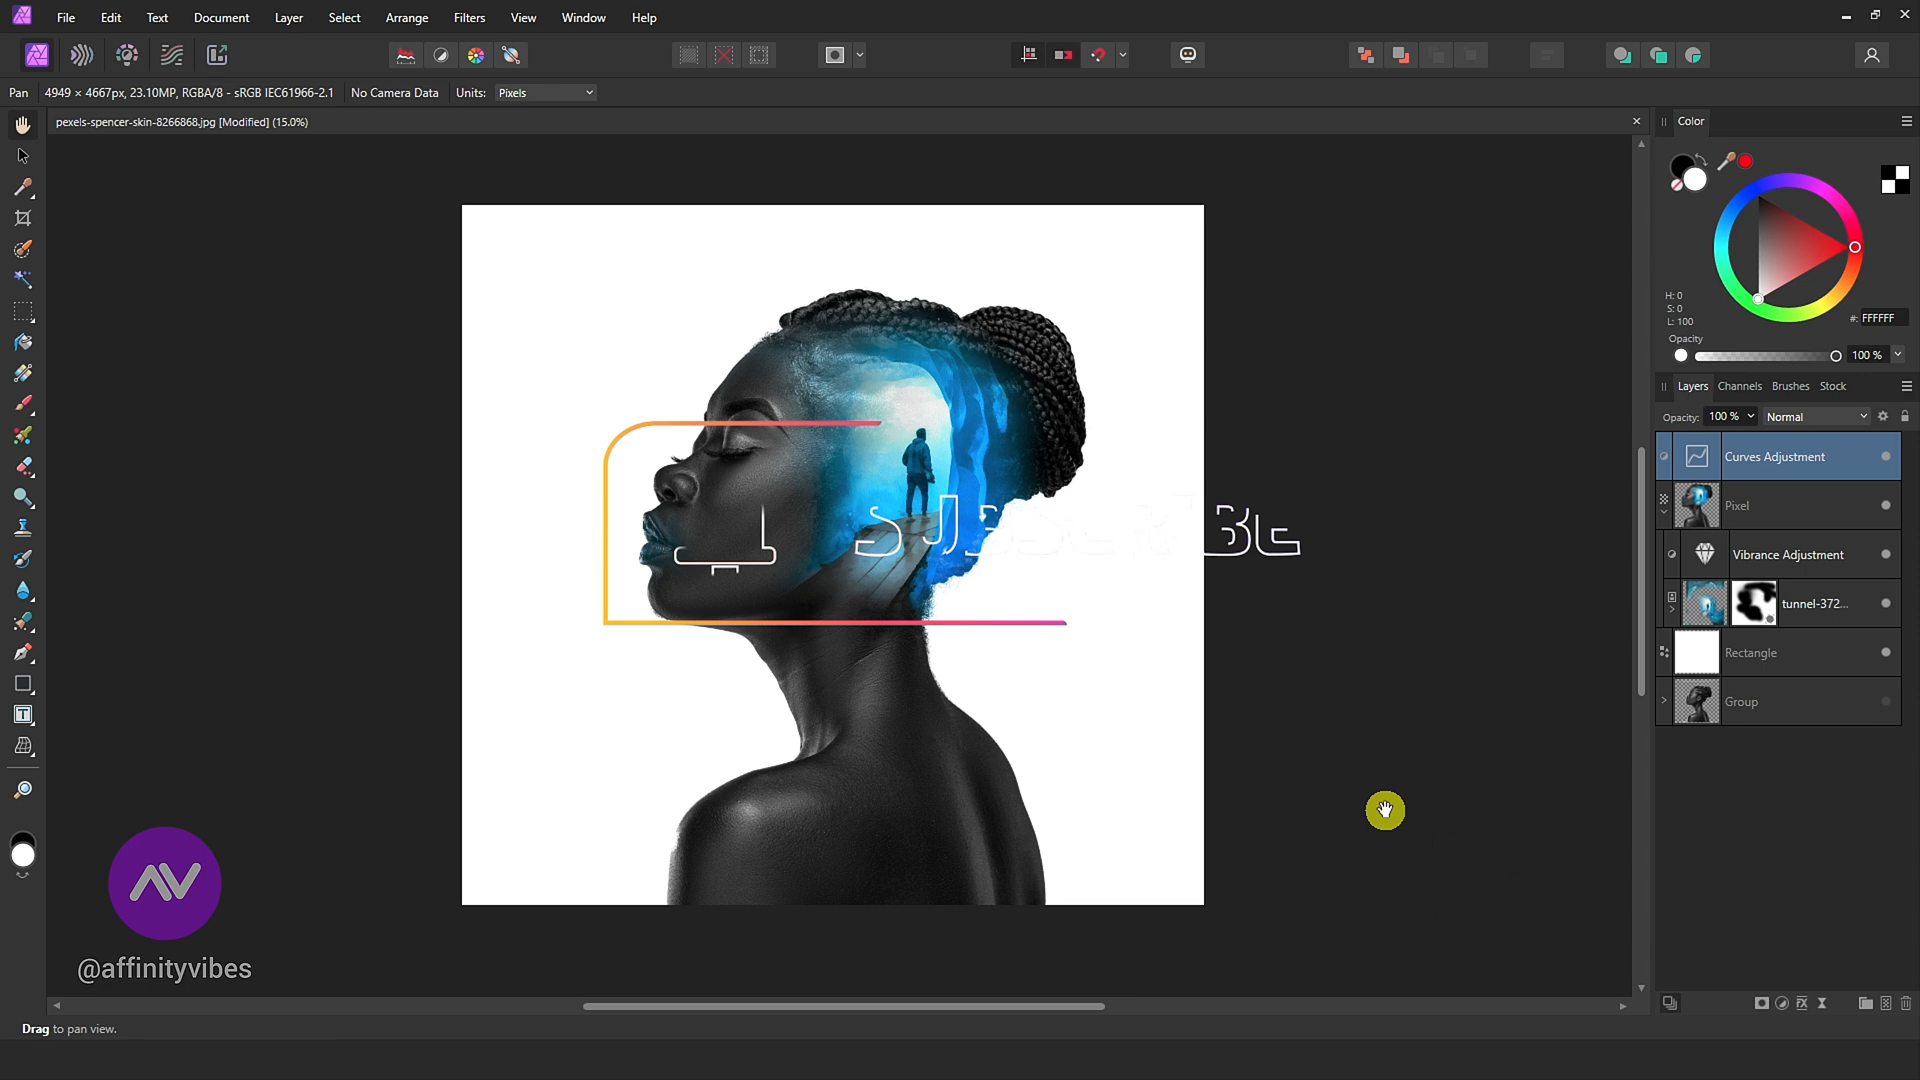 File Edit Text Document Layer Select Arrange Filters View Window Help
Pan 4949 × 4667px, 23.10MP, RGBA/8 - sRGB IEC61966-2.1 No Camera Data Units: Pixels
pexels-spencer-skin-8266868.jpg [Modified] (15.0%)
Color
H: 0
S: 0
L: 100
#: FFFFFF
Opacity
100 %
Layers Channels Brushes Stock
Opacity: 100 % Normal
Curves Adjustment
Pixel
Vibrance Adjustment
tunnel-372...
Rectangle
Group
AV
@affinityvibes
Drag to pan view.